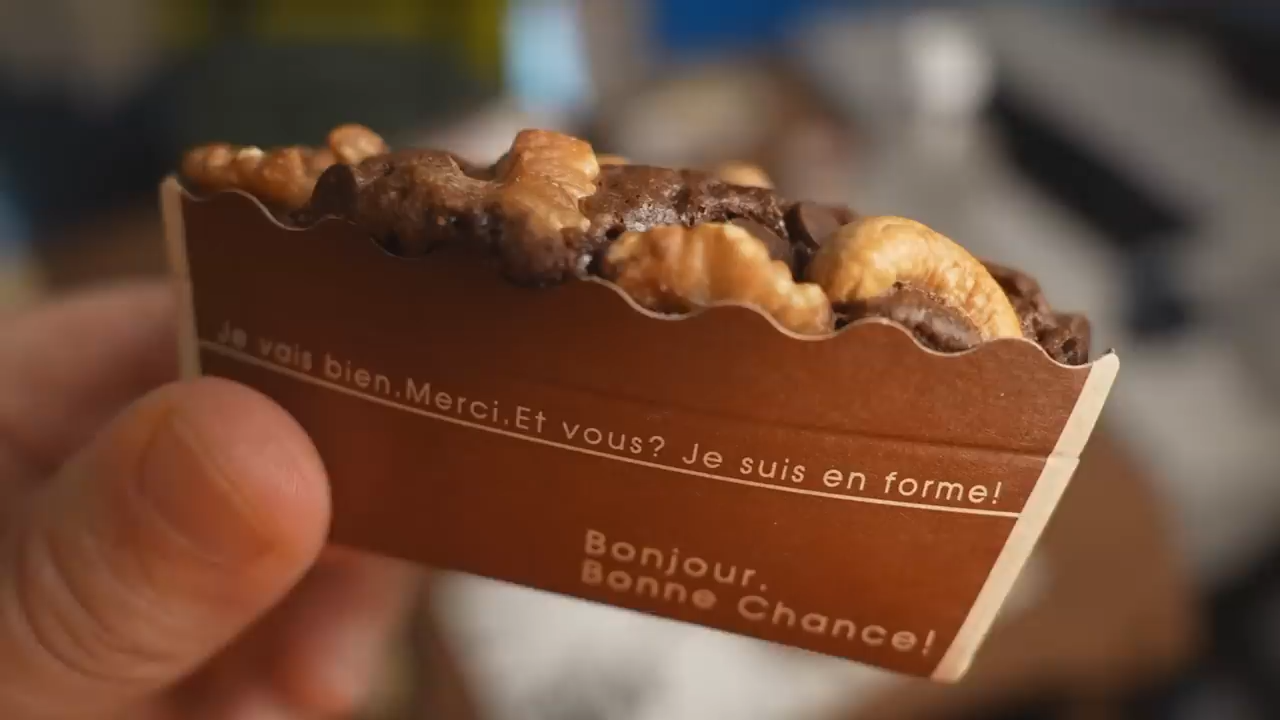 Je vais bien.Merci.Et vous? Je suis en forme!
Bonjour.
Bonne Chance!